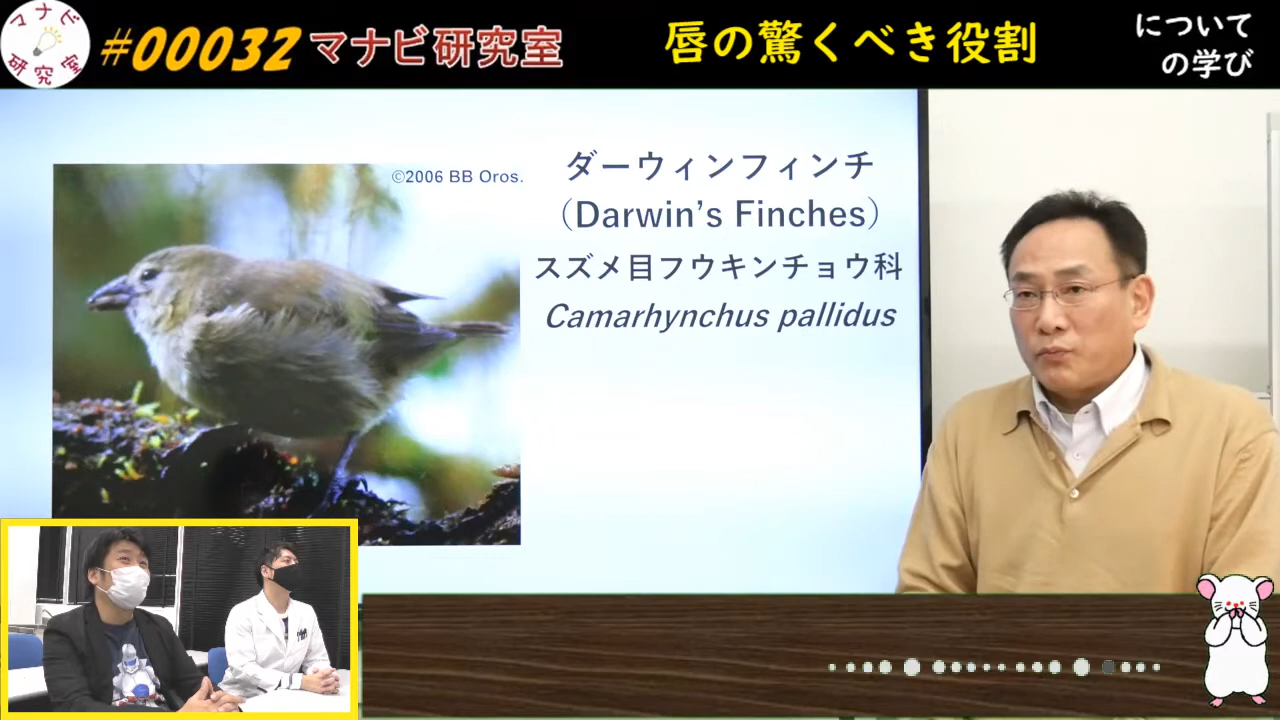 マナビ
研究室
#00032
マナビ研究室
唇の驚くべき役割
について
の学び
©2006 BB Oros.
ダーウィンフィンチ
（Darwin’s Finches）
スズメ目フウキンチョウ科
Camarhynchus pallidus